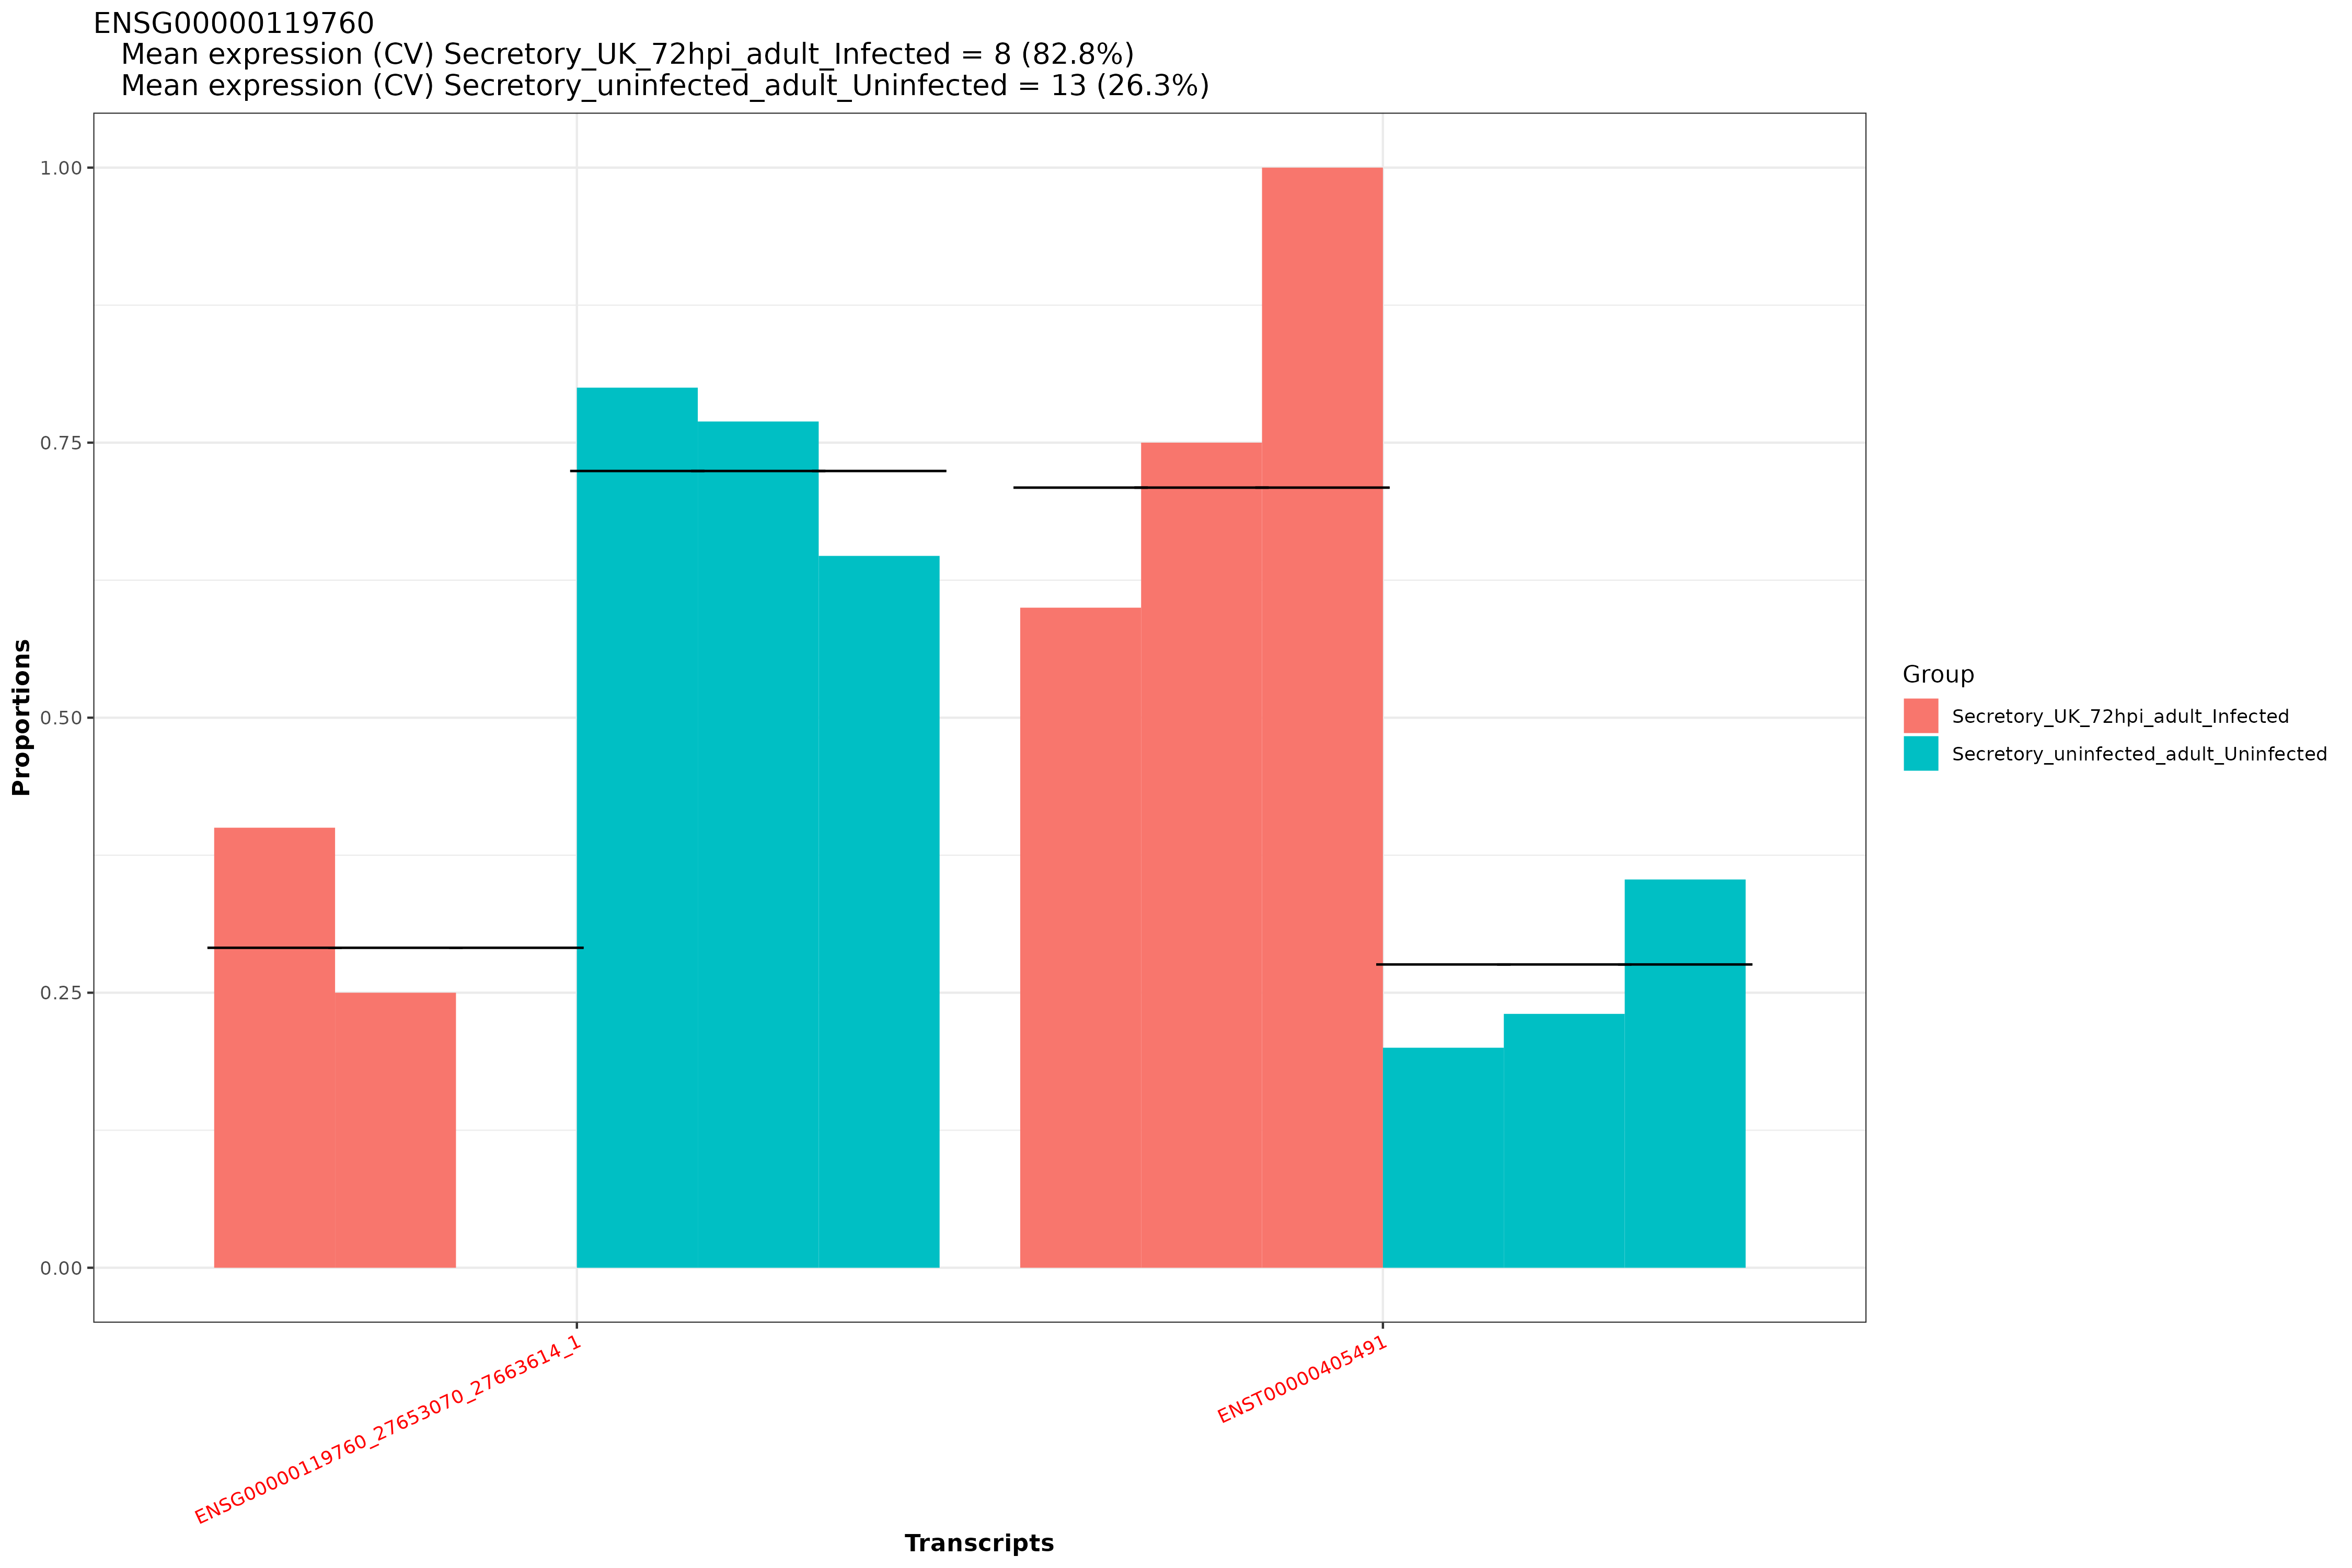 ENSG00000119760
Mean expression (CV) Secretory_UK_72hpi_adult_Infected = 8 (82.8%)
Mean expression (CV) Secretory_uninfected_adult_Uninfected = 13 (26.3%)
1.00
0.75
0.50
0.25
0.00
Proportions
Group
Secretory_UK_72hpi_adult_Infected
Secretory_uninfected_adult_Uninfected
ENSG00000119760_27653070_27663614_1
ENST00000405491
Transcripts